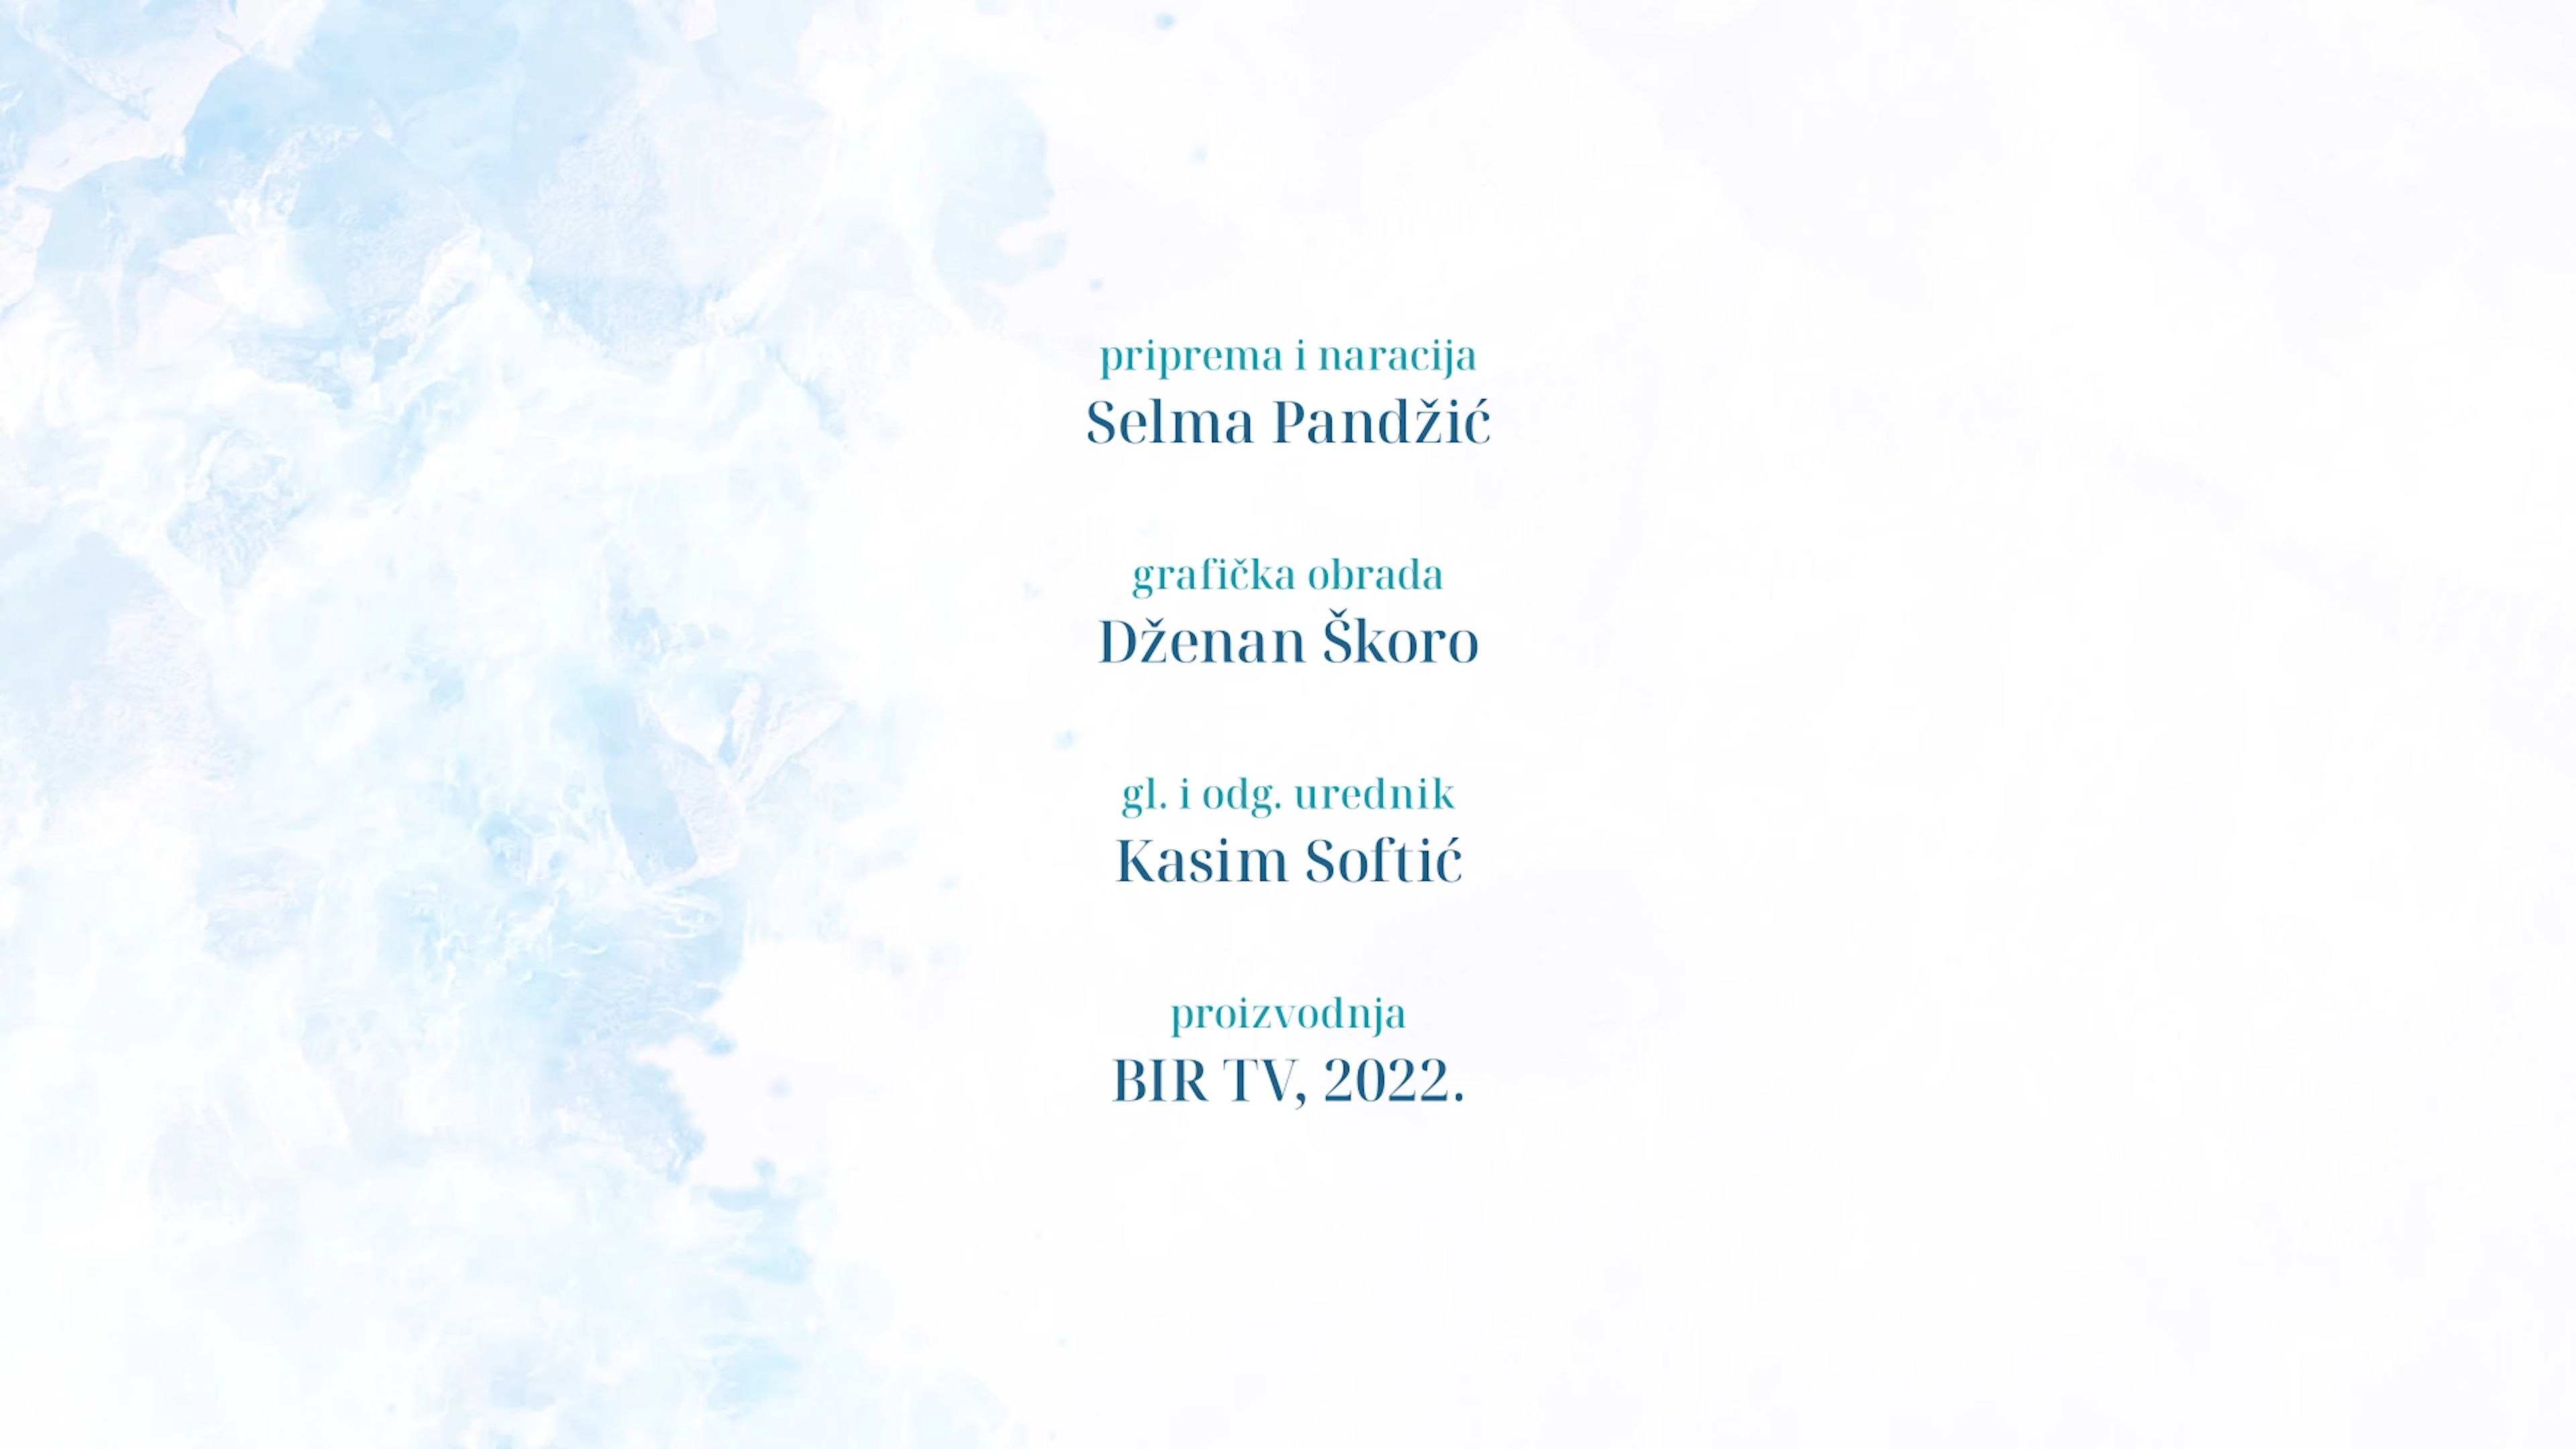 priprema i naracija
Selma Pandžić
grafička obrada
Dženan Škoro
gl. i odg. urednik
Kasim Softić
proizvodnja
BIR TV, 2022.